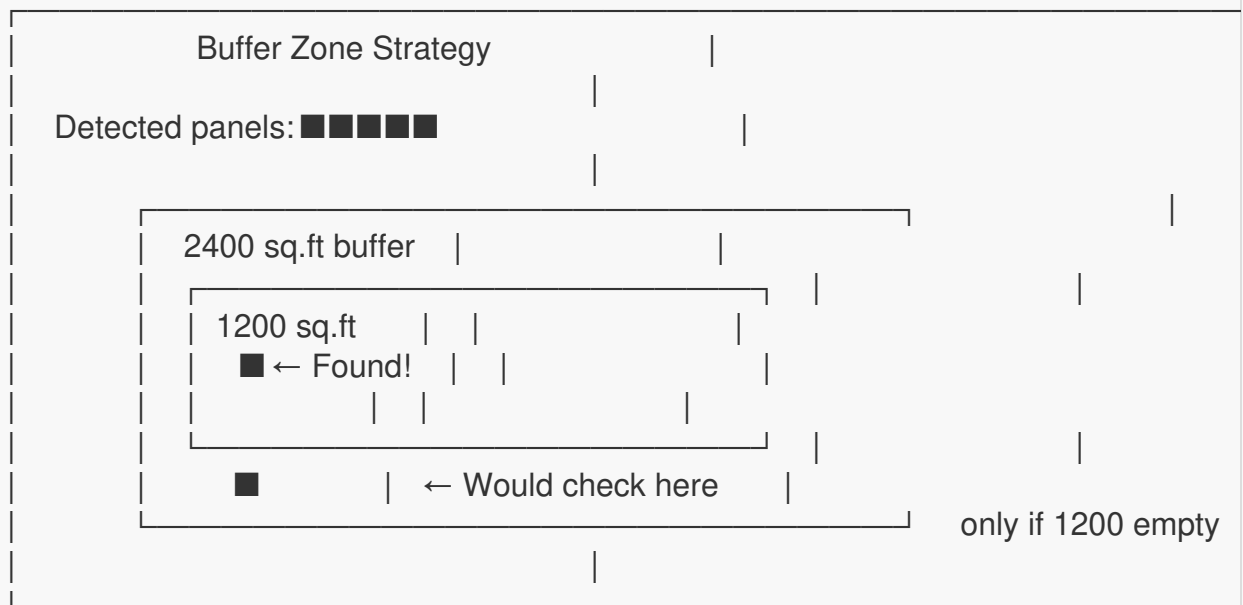 Buffer Zone Strategy
Detected panels: ■■■■■
2400 sq.ft buffer
1200 sq.ft
■ ← Found!
■ ← Would check here
only if 1200 empty